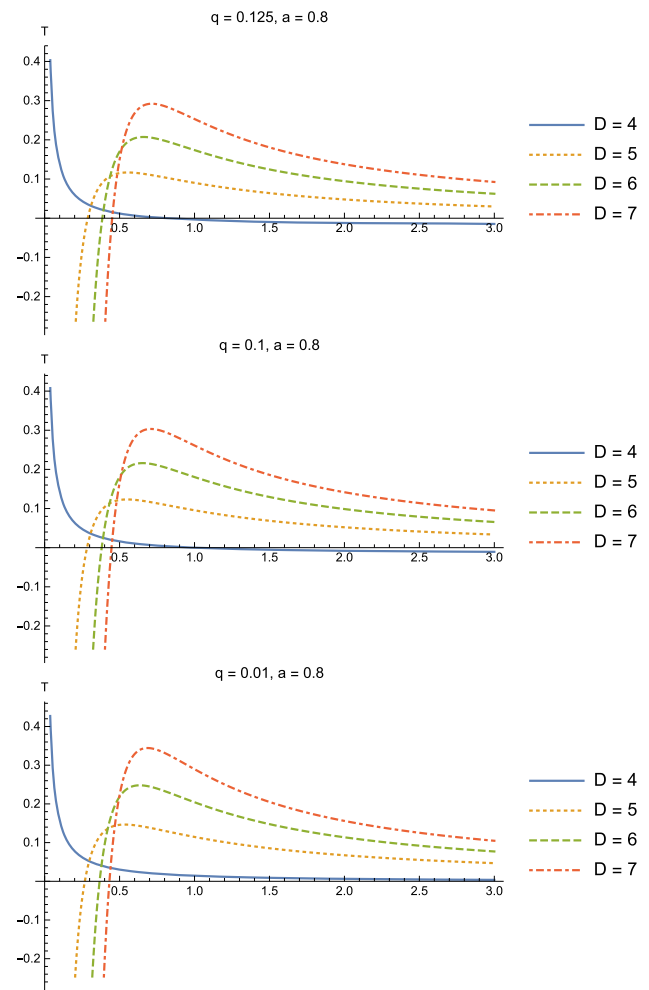 q = 0.125, a = 0.8
T
0.4
0.3
0.2
0.1
0.5 1.0 1.5 2.0 2.5 3.0
−0.1
−0.2
D = 4
D = 5
D = 6
D = 7
q = 0.1, a = 0.8
T
0.4
0.3
0.2
0.1
0.5 1.0 1.5 2.0 2.5 3.0
−0.1
−0.2
D = 4
D = 5
D = 6
D = 7
q = 0.01, a = 0.8
T
0.4
0.3
0.2
0.1
0.5 1.0 1.5 2.0 2.5 3.0
−0.1
−0.2
D = 4
D = 5
D = 6
D = 7